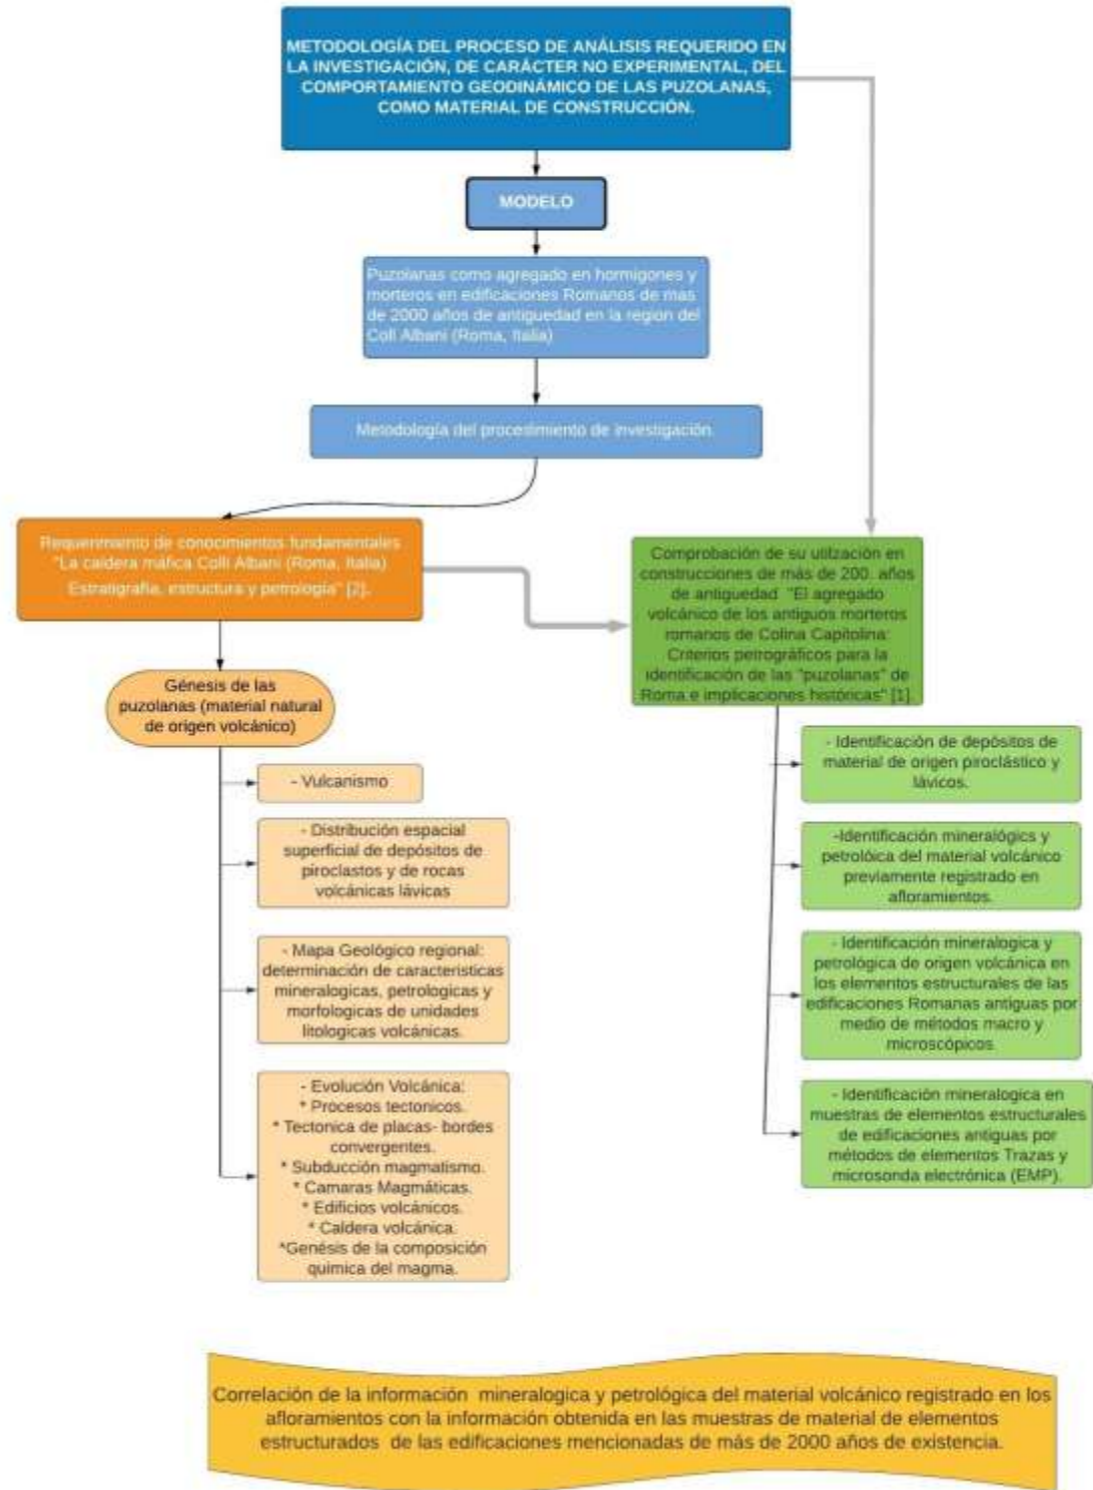 METODOLOGÍA DEL PROCESO DE ANÁLISIS REQUERIDO EN
LA INVESTIGACIÓN, DE CARÁCTER NO EXPERIMENTAL, DEL
COMPORTAMIENTO GEODINÁMICO DE LAS PUZOLANAS,
COMO MATERIAL DE CONSTRUCCIÓN.
MODELO
Puzolanas como agregado en hormigones y
morteros en edificaciones Romanos de mas
de 2000 años de antiguedad en la region del
Coll Albani (Roma, Italia)
Metodología del procesimiento de investigación.
Requerimiento de conocimientos fundamentales
"La caldera máfica Colli Albani (Roma, Italia)
Estratigrafía, estructura y petrología" [2].
Génesis de las
puzolanas (material natural
de origen volcánico)
- Vulcanismo
- Distribución espacial
superficial de depósitos de
piroclastos y de rocas
volcánicas lávicas
- Mapa Geológico regional:
determinación de caracteristicas
mineralogicas, petrologicas y
morfologicas de unidades
litologicas volcánicas.
- Evolución Volcánica:
* Procesos tectonicos.
* Tectonica de placas- bordes
convergentes.
* Subducción magmatismo.
* Camaras Magmáticas.
* Edificios volcánicos.
* Caldera volcánica.
*Genésis de la composición
quimica del magma.
Comprobación de su utilzación en
construcciones de más de 200. años
de antiguedad "El agregado
volcánico de los antiguos morteros
romanos de Colina Capitolina:
Criterios petrográficos para la
identificación de las "puzolanas" de
Roma e implicaciones históricas" [1].
- Identificación de depósitos de
material de origen piroclástico y
lávicos.
-Identificación mineralógics y
petrolóica del material volcánico
previamente registrado en
afloramientos.
- Identificación mineralogica y
petrológica de origen volcánica en
los elementos estructurales de las
edificaciones Romanas antiguas por
medio de métodos macro y
microscópicos
- Identificación mineralogica en
muestras de elementos estructurales
de edificaciones antiguas por
métodos de elementos Trazas y
microsonda electrónica (EMP).
Correlación de la información mineralogica y petrológica del material volcánico registrado en los
afloramientos con la información obtenida en las muestras de material de elementos
estructurados de las edificaciones mencionadas de más de 2000 años de existencia.